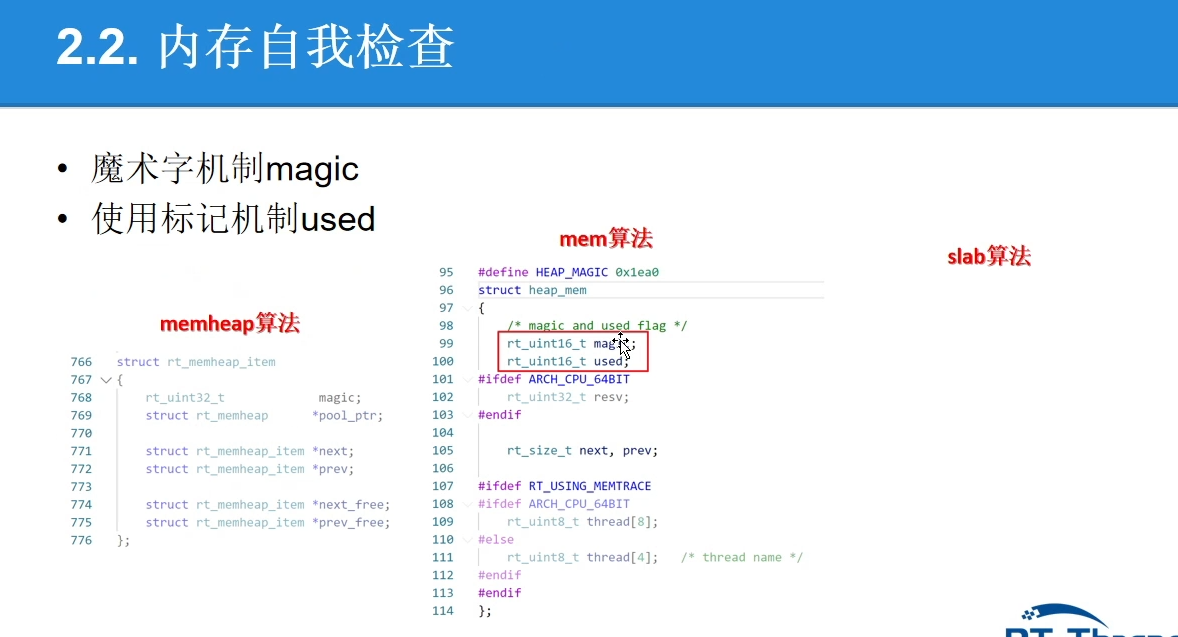 2.2. 内存自我检查
• 魔术字机制magic
• 使用标记机制used
memheap算法
766 struct rt_memheap_item
767 {
768 rt_uint32_t magic;
769 struct rt_memheap *pool_ptr;
770
771 struct rt_memheap_item *next;
772 struct rt_memheap_item *prev;
773
774 struct rt_memheap_item *next_free;
775 struct rt_memheap_item *prev_free;
776 };
mem算法
95 #define HEAP_MAGIC 0x1ea0
96 struct heap_mem
97 {
98 /* magic and used flag */
99 rt_uint16_t magic;
100 rt_uint16_t used;
101 #ifdef ARCH_CPU_64BIT
102 rt_uint32_t resv;
103 #endif
104
105 rt_size_t next, prev;
106
107 #ifdef RT_USING_MEMTRACE
108 #ifdef ARCH_CPU_64BIT
109 rt_uint8_t thread[8];
110 #else
111 rt_uint8_t thread[4]; /* thread name */
112 #endif
113 #endif
114 };
slab算法